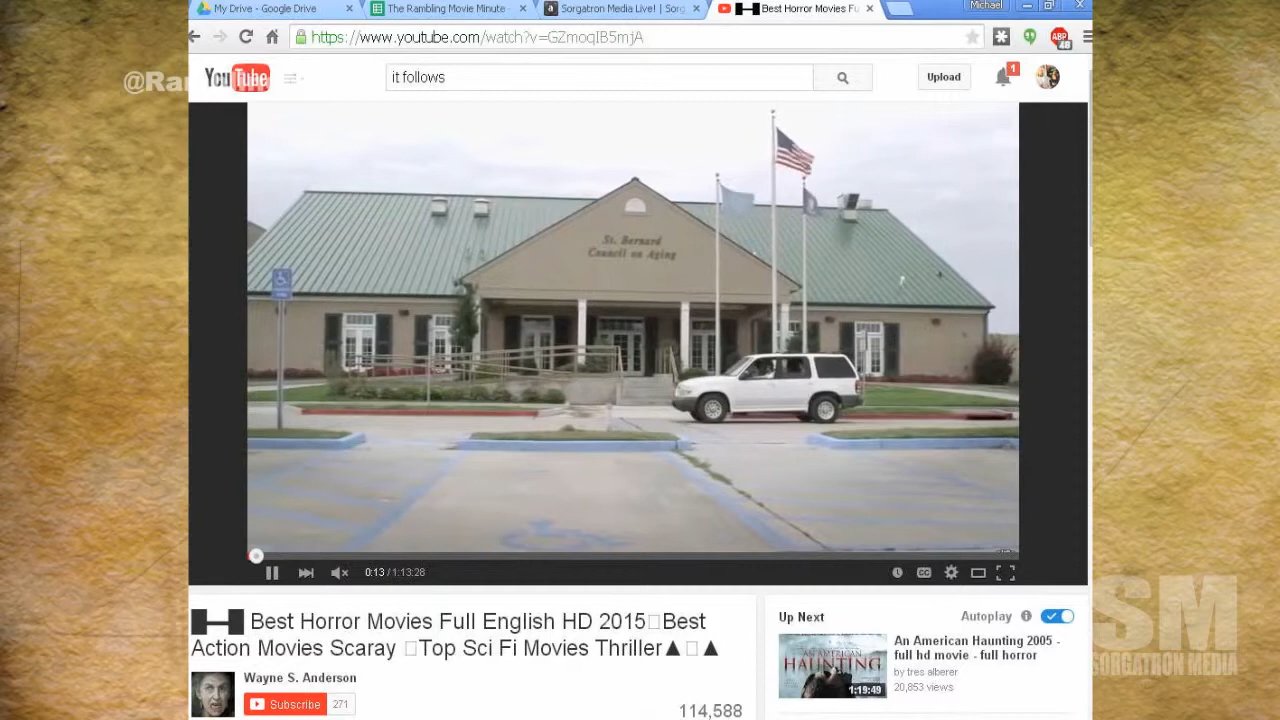 My Drive - Google Drive
The Rambling Movie Minute -
Sorgatron Media Live! | Sorg
Best Horror Movies Fu
Michael
https://www.youtube.com/watch?v=GZmoqIB5mjA
ABP
48
@Ra
YouTube
it follows
Upload
1
St. Bernard
Council on Aging
0:13 / 1:13:28
CC
Best Horror Movies Full English HD 2015 Best
Action Movies Scaray Top Sci Fi Movies Thriller▲ ▲
Wayne S. Anderson
Subscribe 271
114,588
Up Next
Autoplay
An American Haunting 2005 -
full hd movie - full horror
by tres alberer
20,853 views
AN AMERICAN
HAUNTING
1:19:49
SM
SORGATRON MEDIA